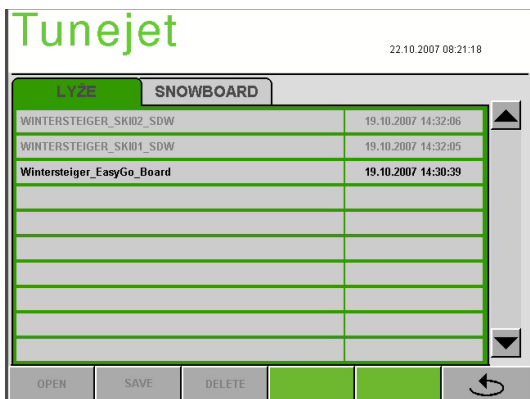 Tunejet
22.10.2007 08:21:18
LYŽE SNOWBOARD
WINTERSTEIGER_SKI02_SDW 19.10.2007 14:32:06
WINTERSTEIGER_SKI01_SDW 19.10.2007 14:32:05
Wintersteiger_EasyGo_Board 19.10.2007 14:30:39
OPEN SAVE DELETE